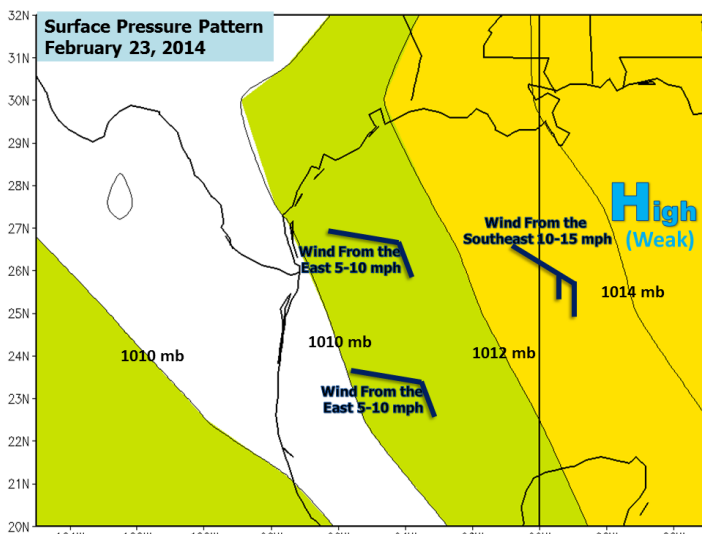 Surface Pressure Pattern
February 23, 2014
32N
31N
30N
29N
28N
27N
26N
25N
24N
23N
22N
21N
20N
High
(Weak)
Wind From the
Southeast 10-15 mph
Wind From the
East 5-10 mph
1014 mb
1010 mb
1010 mb
1012 mb
Wind From the
East 5-10 mph